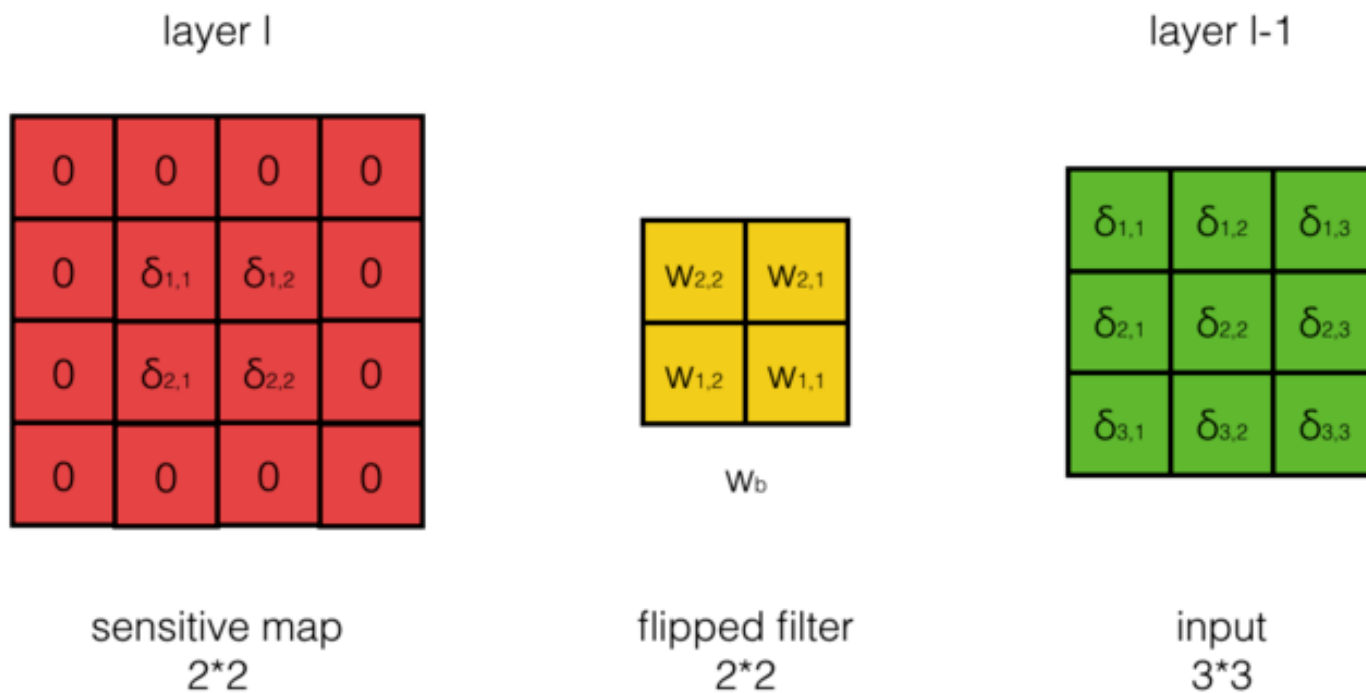 layer l
layer l-1
0 0 0 0
0 δ1,1 δ1,2 0
0 δ2,1 δ2,2 0
0 0 0 0
w2,2 w2,1
w1,2 w1,1
wb
δ1,1 δ1,2 δ1,3
δ2,1 δ2,2 δ2,3
δ3,1 δ3,2 δ3,3
sensitive map
2*2
flipped filter
2*2
input
3*3